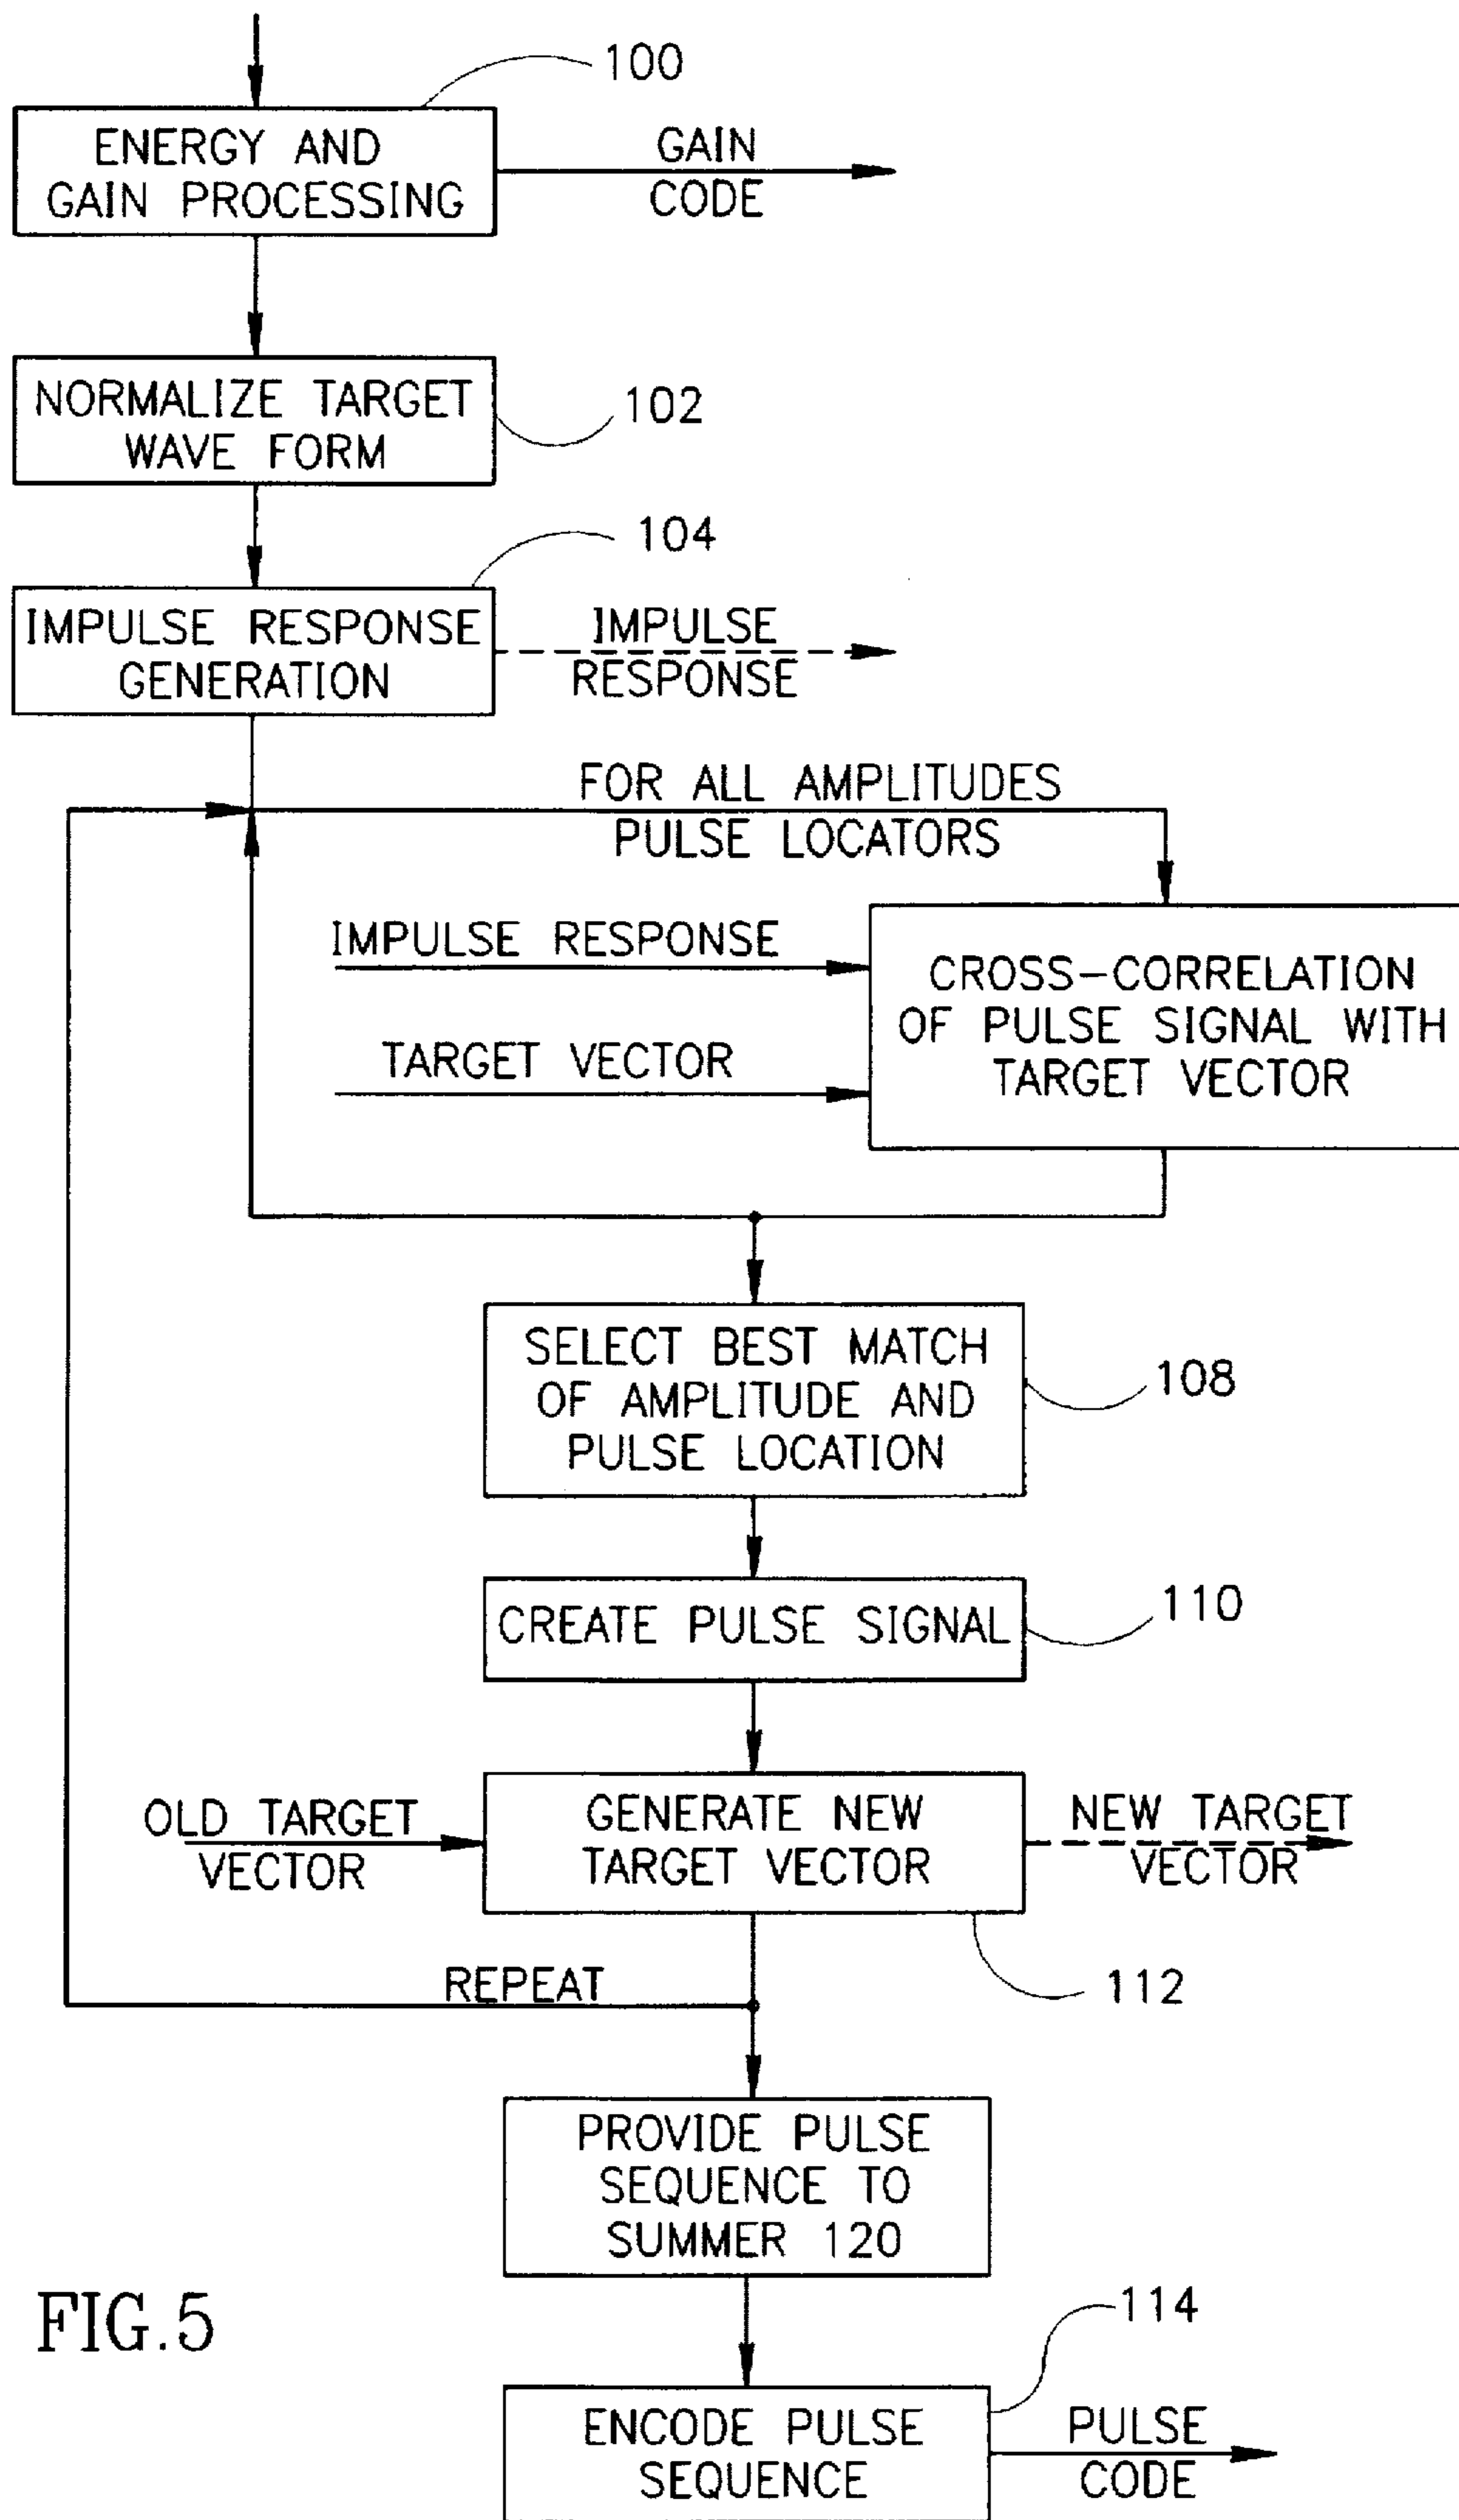 100
ENERGY AND
GAIN PROCESSING
GAIN
CODE
NORMALIZE TARGET
WAVE FORM
102
104
IMPULSE RESPONSE
GENERATION
IMPULSE
RESPONSE
FOR ALL AMPLITUDES
PULSE LOCATORS
IMPULSE RESPONSE
TARGET VECTOR
CROSS-CORRELATION
OF PULSE SIGNAL WITH
TARGET VECTOR
SELECT BEST MATCH
OF AMPLITUDE AND
PULSE LOCATION
108
CREATE PULSE SIGNAL
110
OLD TARGET
VECTOR
GENERATE NEW
TARGET VECTOR
NEW TARGET
VECTOR
REPEAT
112
PROVIDE PULSE
SEQUENCE TO
SUMMER 120
FIG.5
114
ENCODE PULSE
SEQUENCE
PULSE
CODE